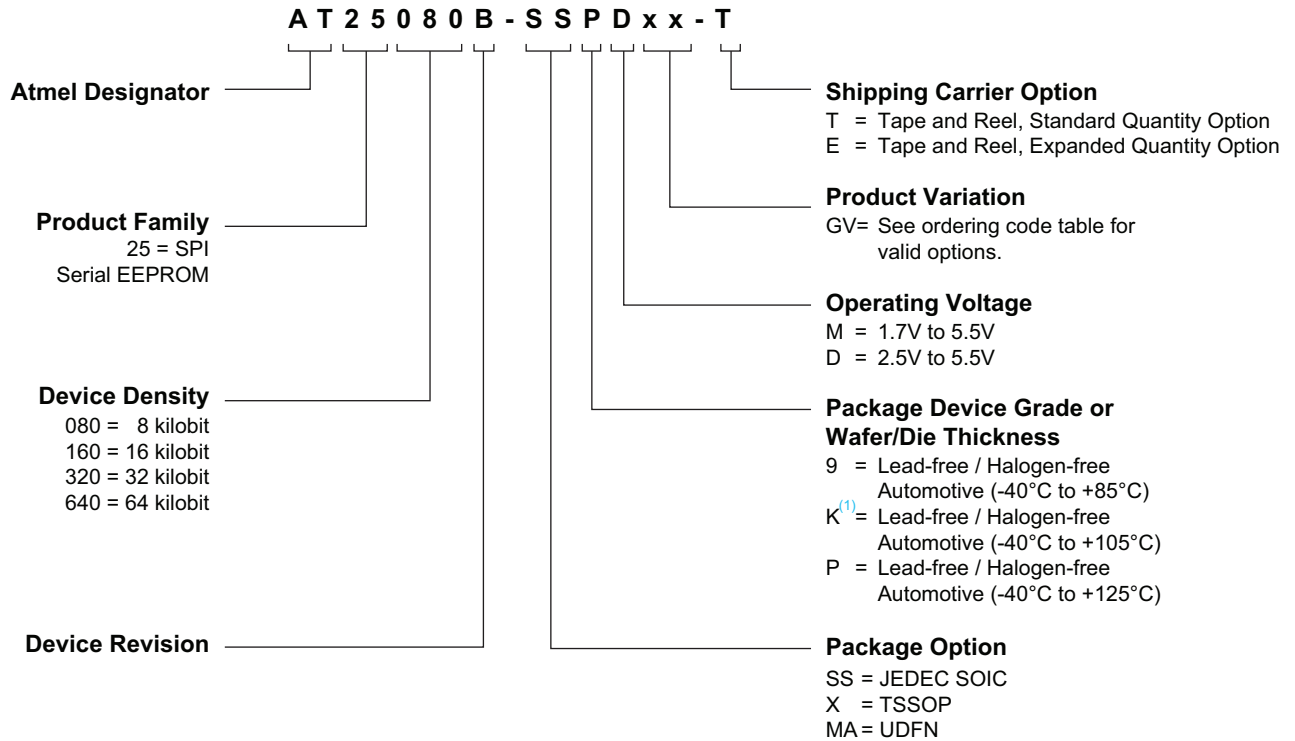 AT25080B-SSPDxx-T
Atmel Designator
Product Family
25 = SPI
Serial EEPROM
Device Density
080 = 8 kilobit
160 = 16 kilobit
320 = 32 kilobit
640 = 64 kilobit
Device Revision
Shipping Carrier Option
T = Tape and Reel, Standard Quantity Option
E = Tape and Reel, Expanded Quantity Option
Product Variation
GV= See ordering code table for
valid options.
Operating Voltage
M = 1.7V to 5.5V
D = 2.5V to 5.5V
Package Device Grade or
Wafer/Die Thickness
9 = Lead-free / Halogen-free
Automotive (-40°C to +85°C)
K(1)= Lead-free / Halogen-free
Automotive (-40°C to +105°C)
P = Lead-free / Halogen-free
Automotive (-40°C to +125°C)
Package Option
SS = JEDEC SOIC
X = TSSOP
MA = UDFN